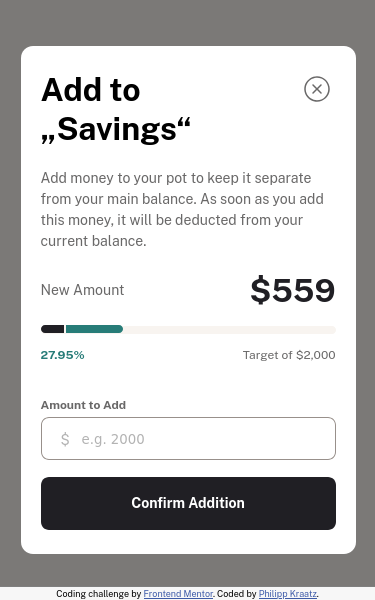 Add to
„Savings“
Add money to your pot to keep it separate
from your main balance. As soon as you add
this money, it will be deducted from your
current balance.
New Amount
$559
27.95%
Target of $2,000
Amount to Add
$ e.g. 2000
Confirm Addition
Coding challenge by Frontend Mentor. Coded by Philipp Kraatz.